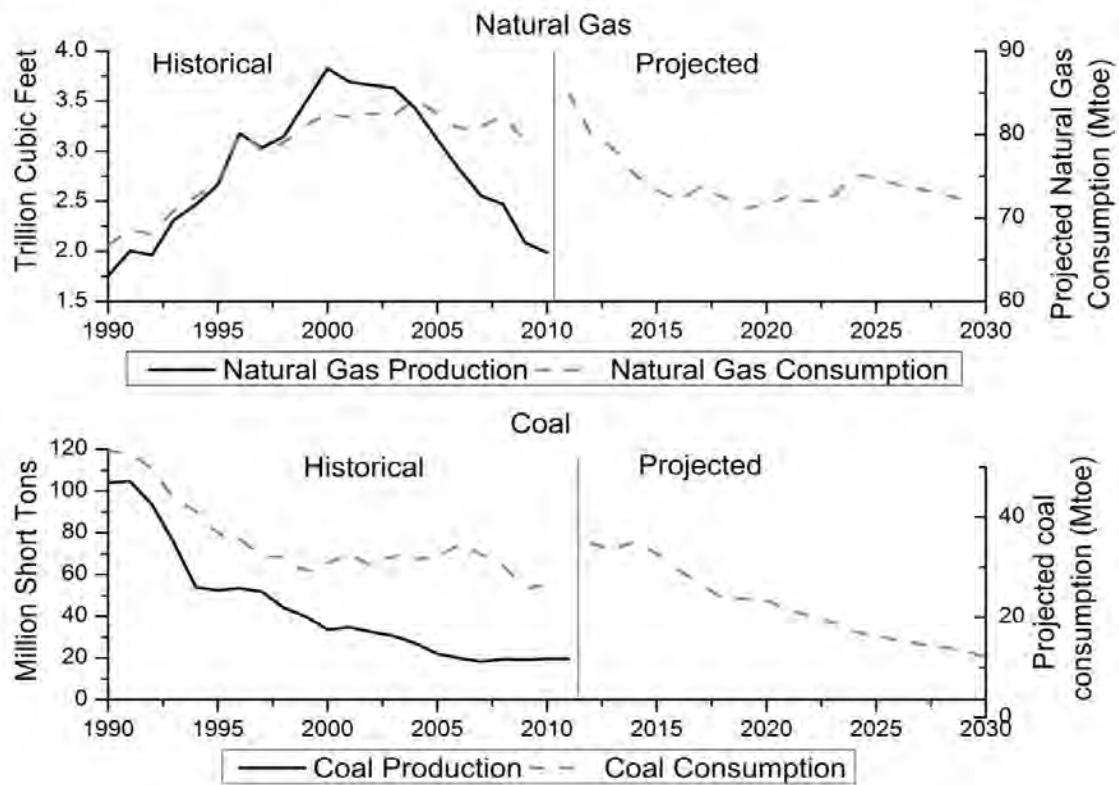 Natural Gas
Historical
Projected
Trillion Cubic Feet
4.0
3.5
3.0
2.5
2.0
1.5
90
80
70
60
Projected Natural Gas
Consumption (Mtoe)
1990 1995 2000 2005 2010 2015 2020 2025 2030
Natural Gas Production Natural Gas Consumption
Coal
Historical
Projected
Million Short Tons
120
100
80
60
40
20
0
40
20
0
Projected coal
consumption (Mtoe)
1990 1995 2000 2005 2010 2015 2020 2025 2030
Coal Production Coal Consumption